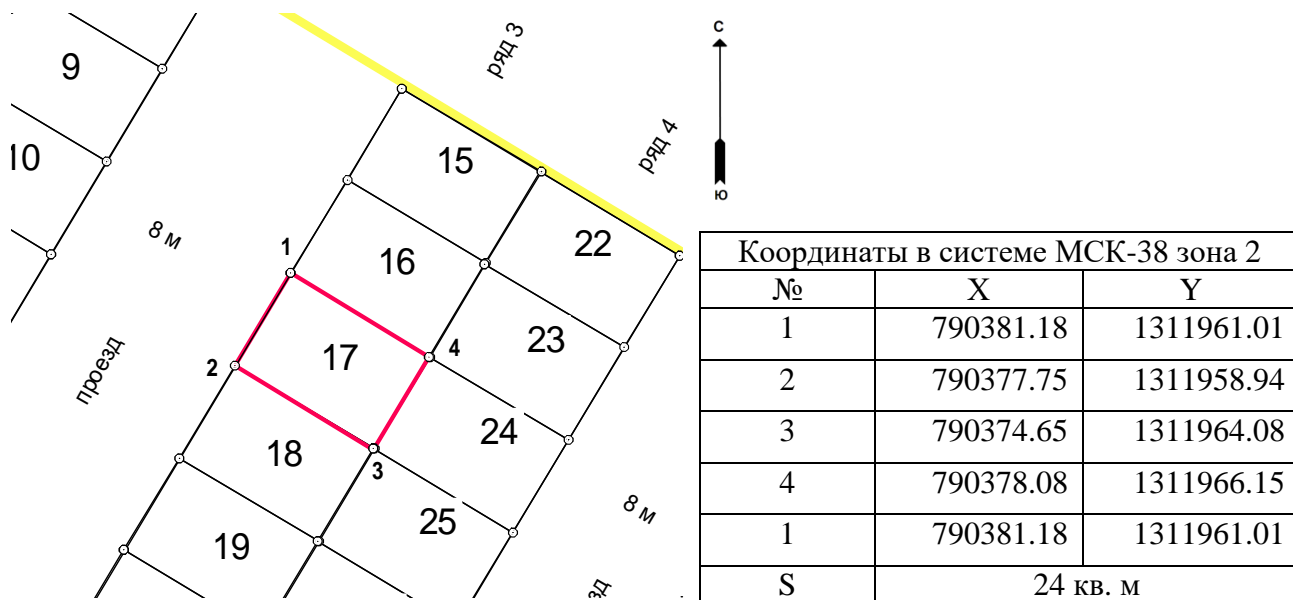 ряд 3
ряд 4
С
Ю
9
10
15
22
8 м
1
16
23
4
17
2
проезд
24
18
3
25
8 м
19
зд
Координаты в системе МСК-38 зона 2
№ X Y
1 790381.18 1311961.01
2 790377.75 1311958.94
3 790374.65 1311964.08
4 790378.08 1311966.15
1 790381.18 1311961.01
S 24 кв. м